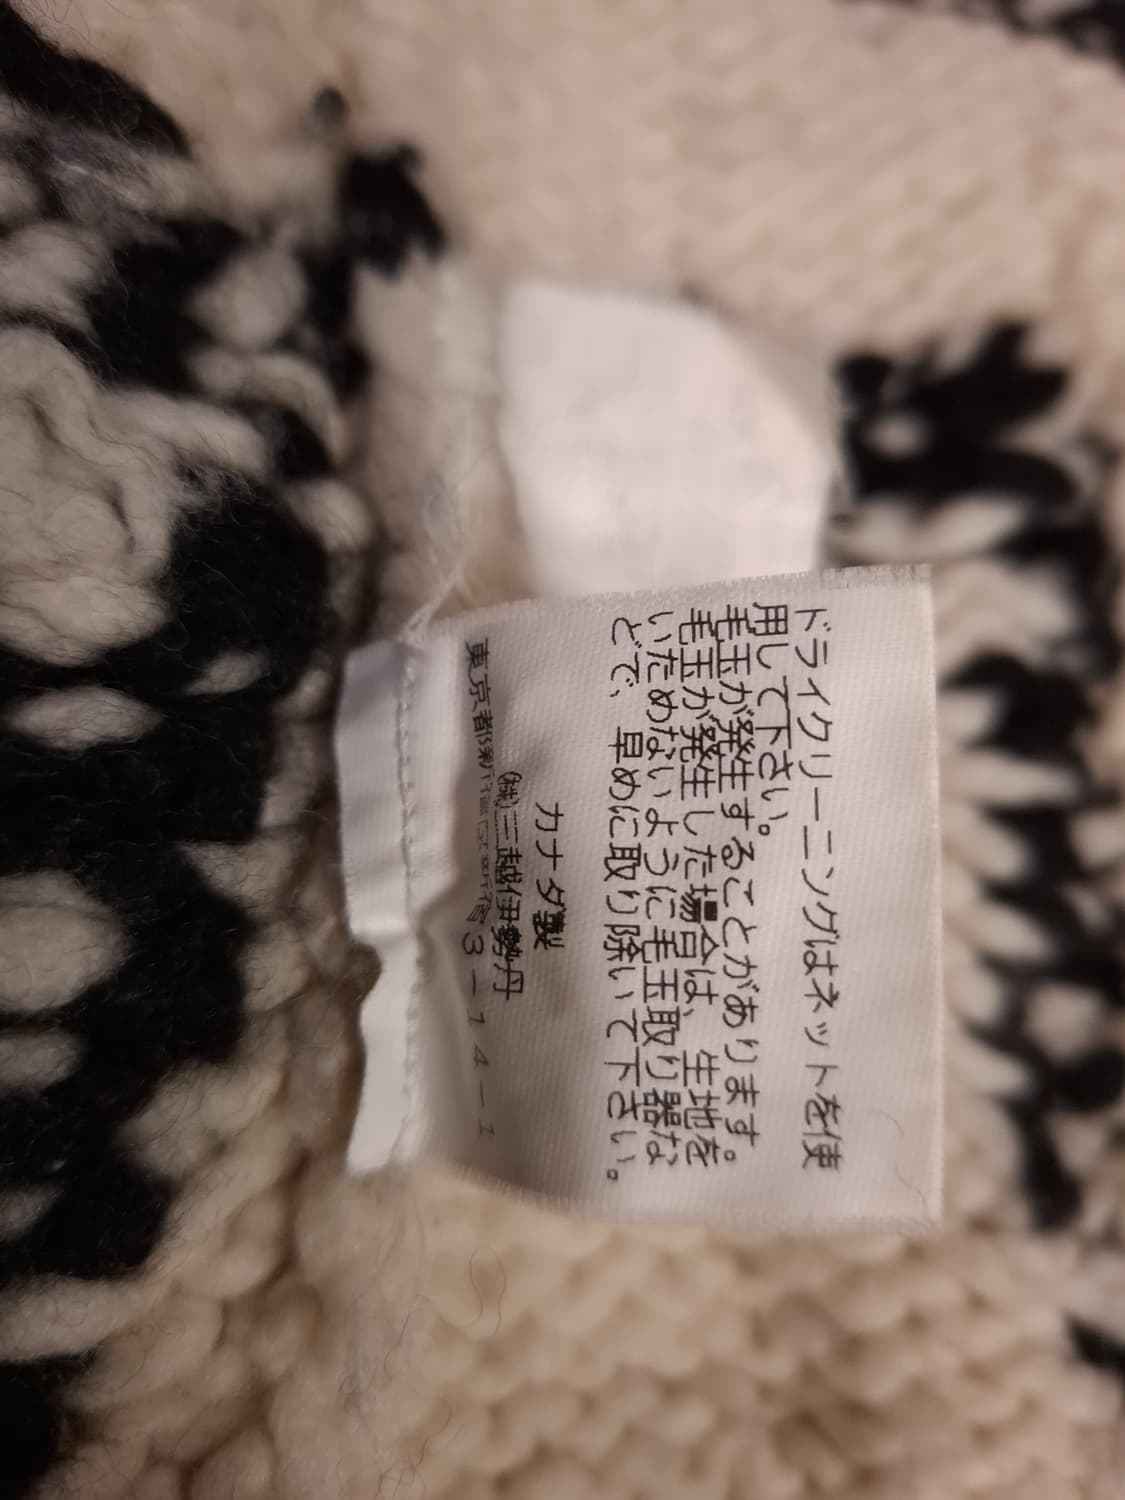 ドライクリーニングはネットを使
用して下さい。
毛玉が発生することがあります。
毛玉が発生した場合は、生地を
いためないように毛玉取り器な
どで、早めに取り除いて下さい。
カナダ製
(株)三越伊勢丹
東京都新宿区新宿3-14-1